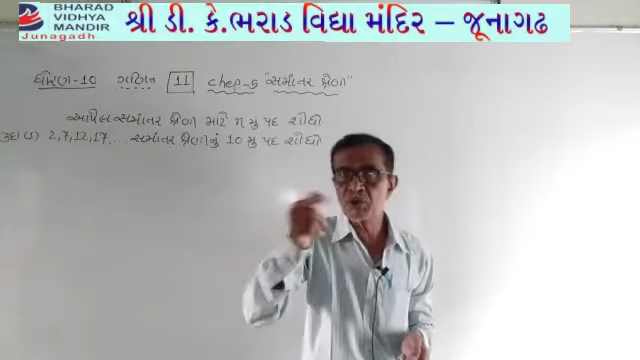 BHARAD
VIDHYA
MANDIR
Junagadh
શ્રી ડી. કે.ભરાડ વિદ્યા મંદિર – જૂનાગઢ
ધોરણ-10 ગણિત 11 chep-5 "સમાંતર શ્રેણી"
આપેલ સમાંતર શ્રેણી માટે n મું પદ શોધો
ઉદા (1) 2,7,12,17.... સમાંતર શ્રેણીનું 10 મું પદ શોધો